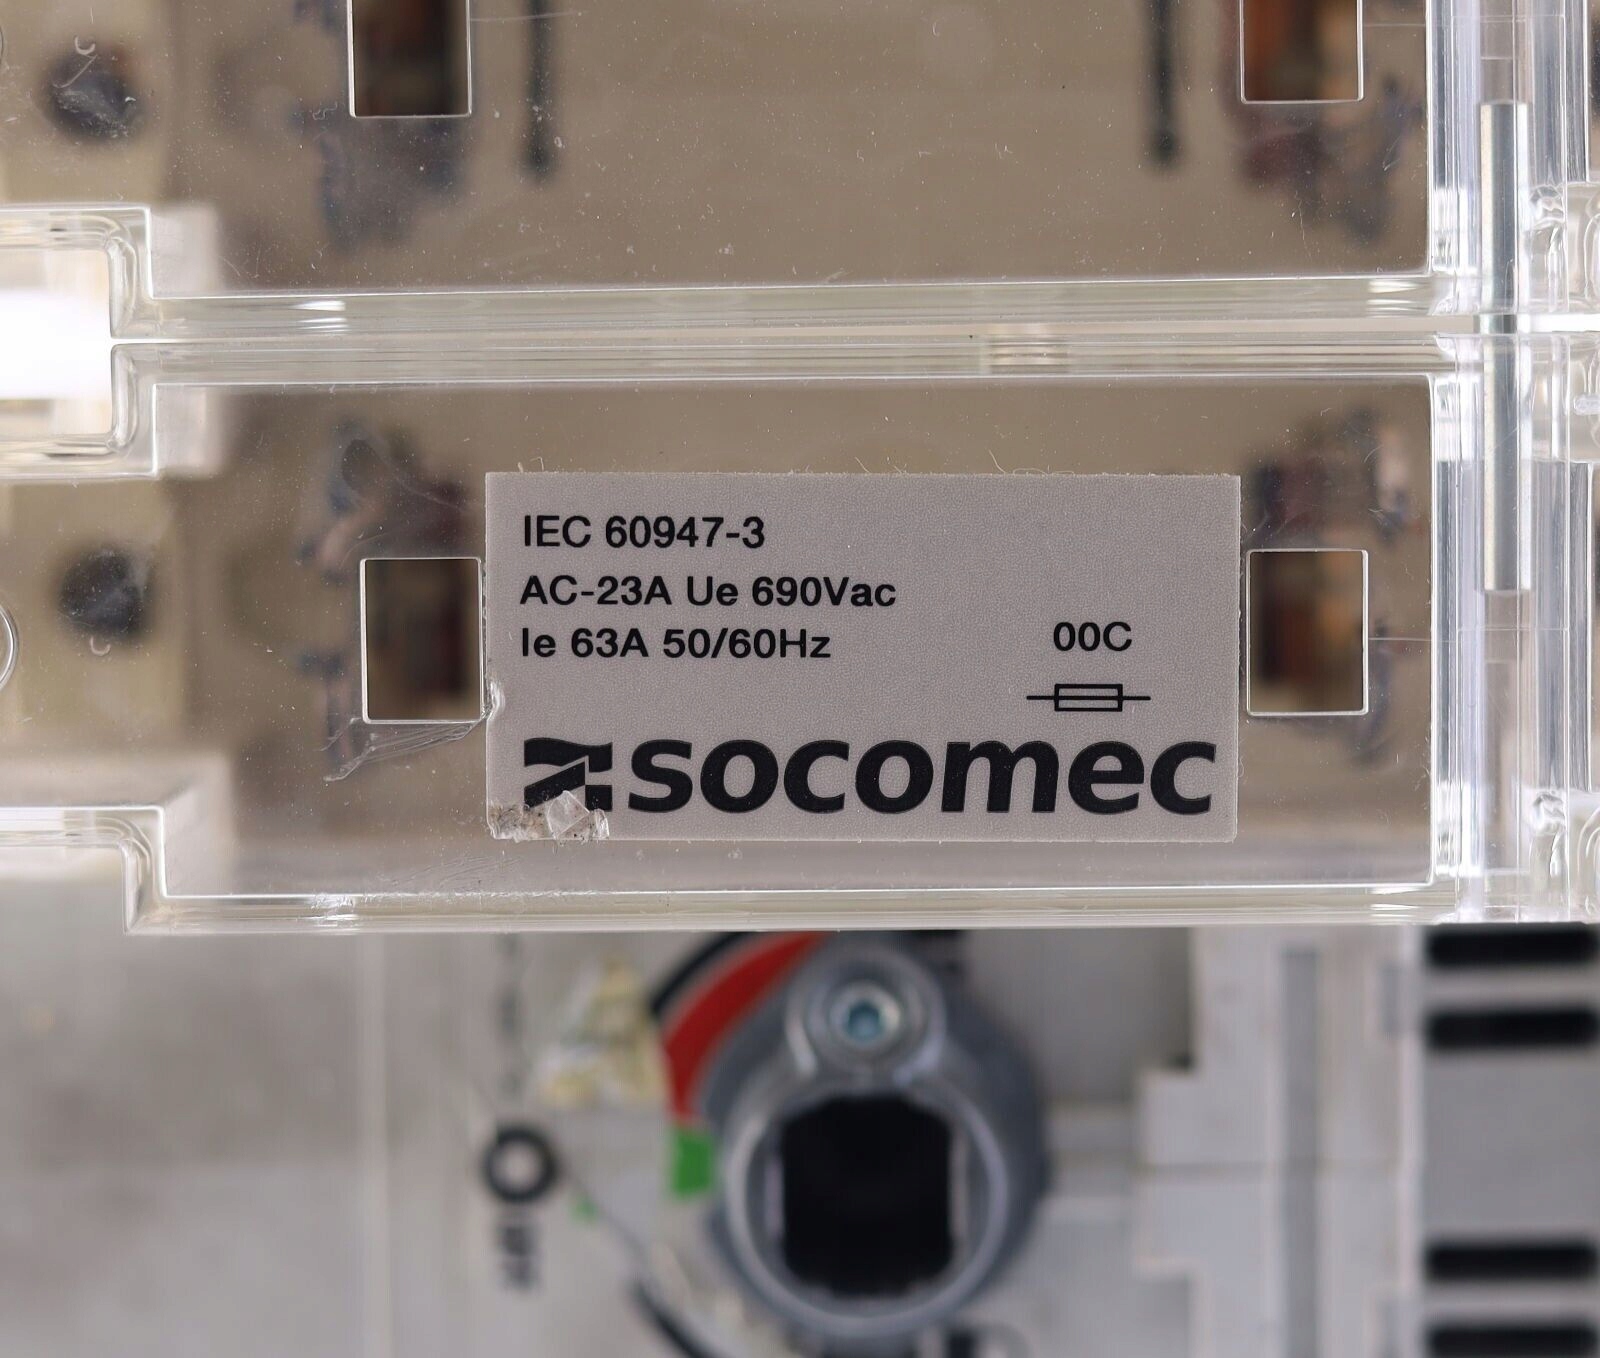 IEC 60947-3
AC-23A Ue 690Vac
Ie 63A 50/60Hz
00C
socomec